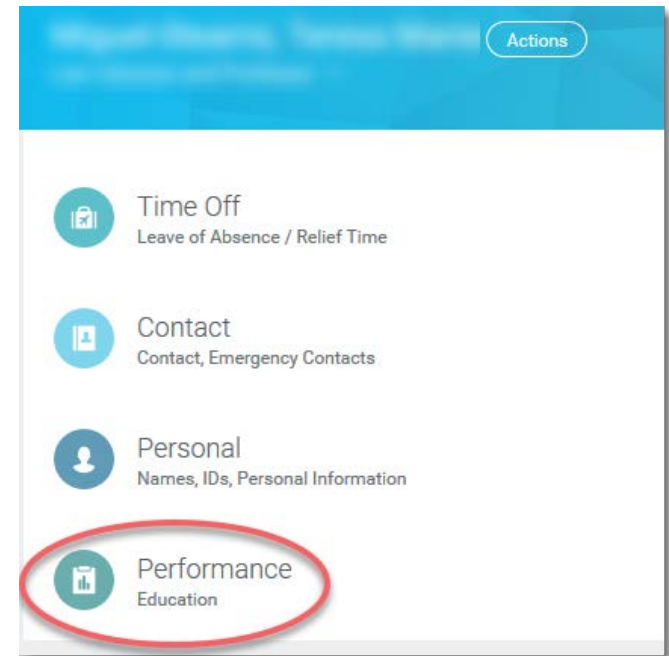 Actions
Time Off
Leave of Absence / Relief Time
Contact
Contact, Emergency Contacts
Personal
Names, IDs, Personal Information
Performance
Education